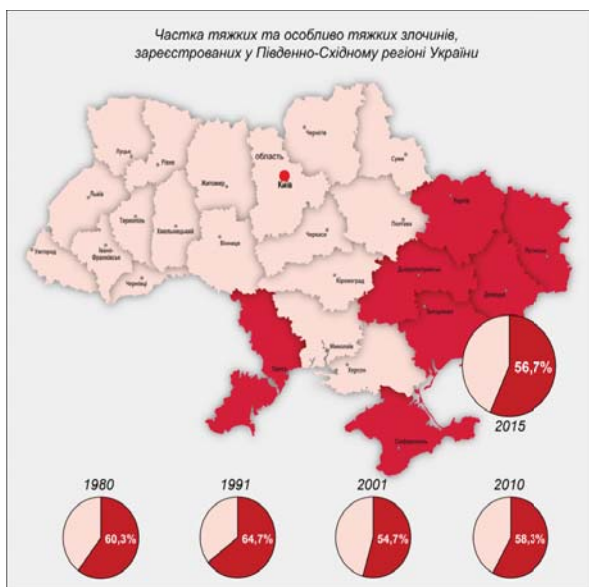 Частка тяжких та особливо тяжких злочинів,
зареєстрованих у Південно-Східному регіоні України
Чернігів
Луцьк
Рівне
область
Суми
Житомир
Київ
Харків
Львів
Полтава
Тернопіль
Хмельницький
Черкаси
Луганськ
Вінниця
Ужгород
Івано-
Франківськ
Дніпропетровськ
Кіровоград
Донецьк
Чернівці
Запоріжжя
Миколаїв
56,7%
Одеса
Херсон
2015
Сімферополь
1980
1991
2001
2010
60,3%
64,7%
54,7%
58,3%